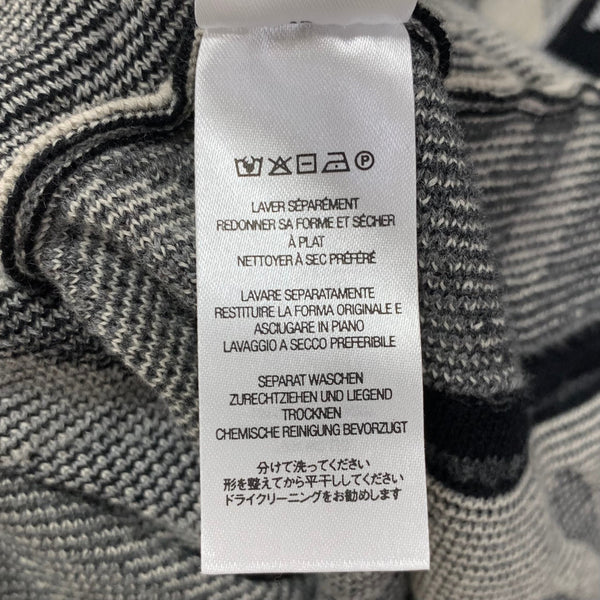 P
LAVER SÉPARÉMENT
REDONNER SA FORME ET SÉCHER
À PLAT
NETTOYER À SEC PRÉFÉRÉ
LAVARE SEPARATAMENTE
RESTITUIRE LA FORMA ORIGINALE E
ASCIUGARE IN PIANO
LAVAGGIO A SECCO PREFERIBILE
SEPARAT WASCHEN
ZURECHTZIEHEN UND LIEGEND
TROCKNEN
CHEMISCHE REINIGUNG BEVORZUGT
分けて洗ってください
形を整えてから平干ししてください
ドライクリーニングをお勧めします